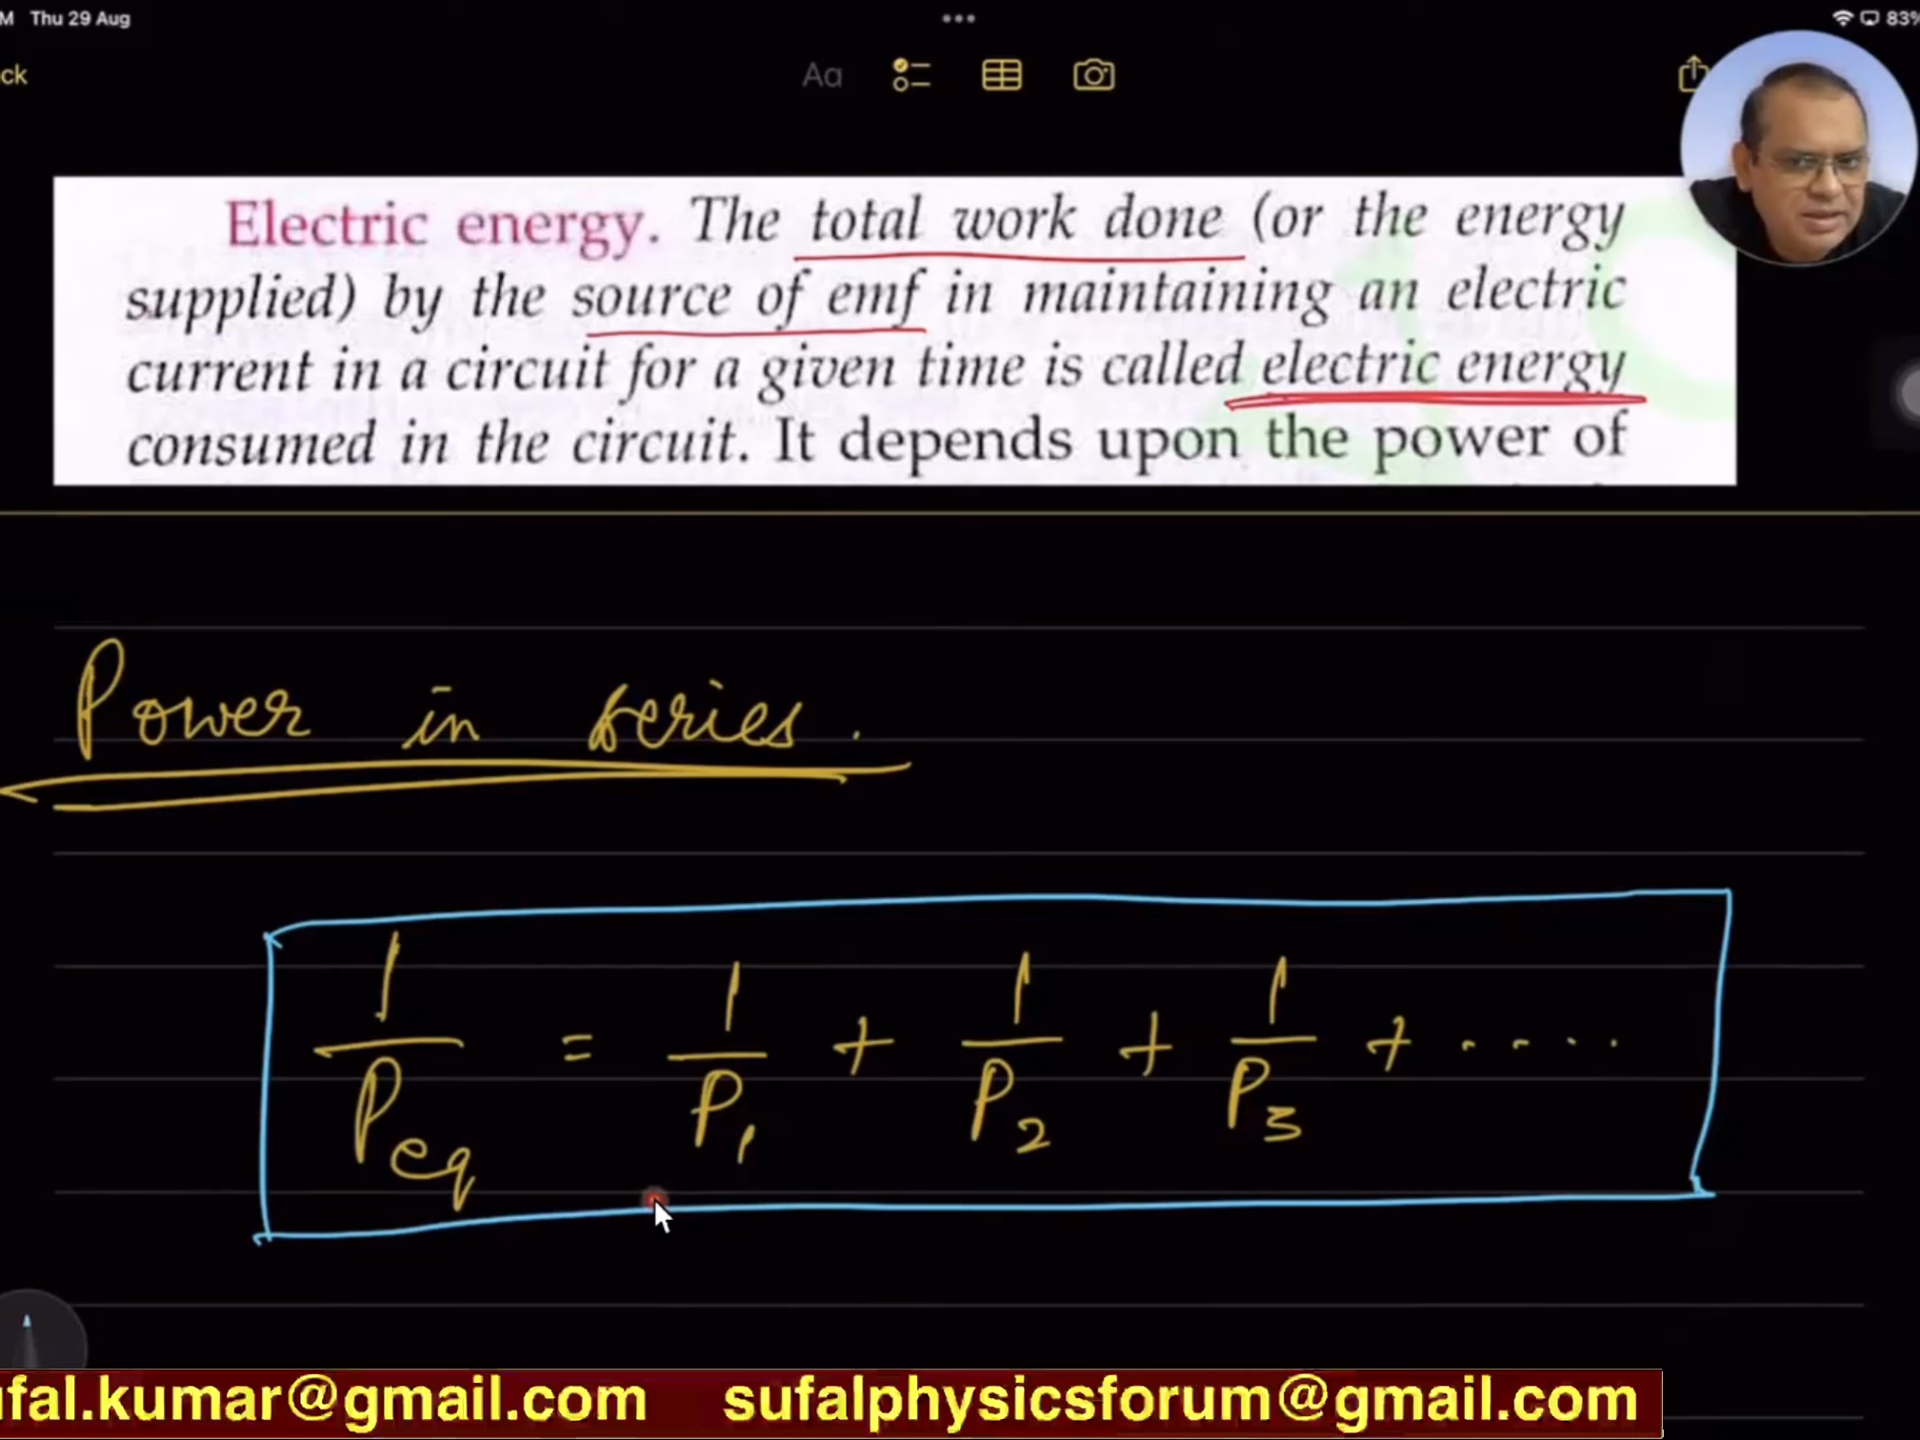 M Thu 29 Aug
83%
ck
Aa
Electric energy. The total work done (or the energy
supplied) by the source of emf in maintaining an electric
current in a circuit for a given time is called electric energy
consumed in the circuit. It depends upon the power of
Power in series.
1/Peq = 1/P1 + 1/P2 + 1/P3 + ....
ufal.kumar@gmail.com sufalphysicsforum@gmail.com